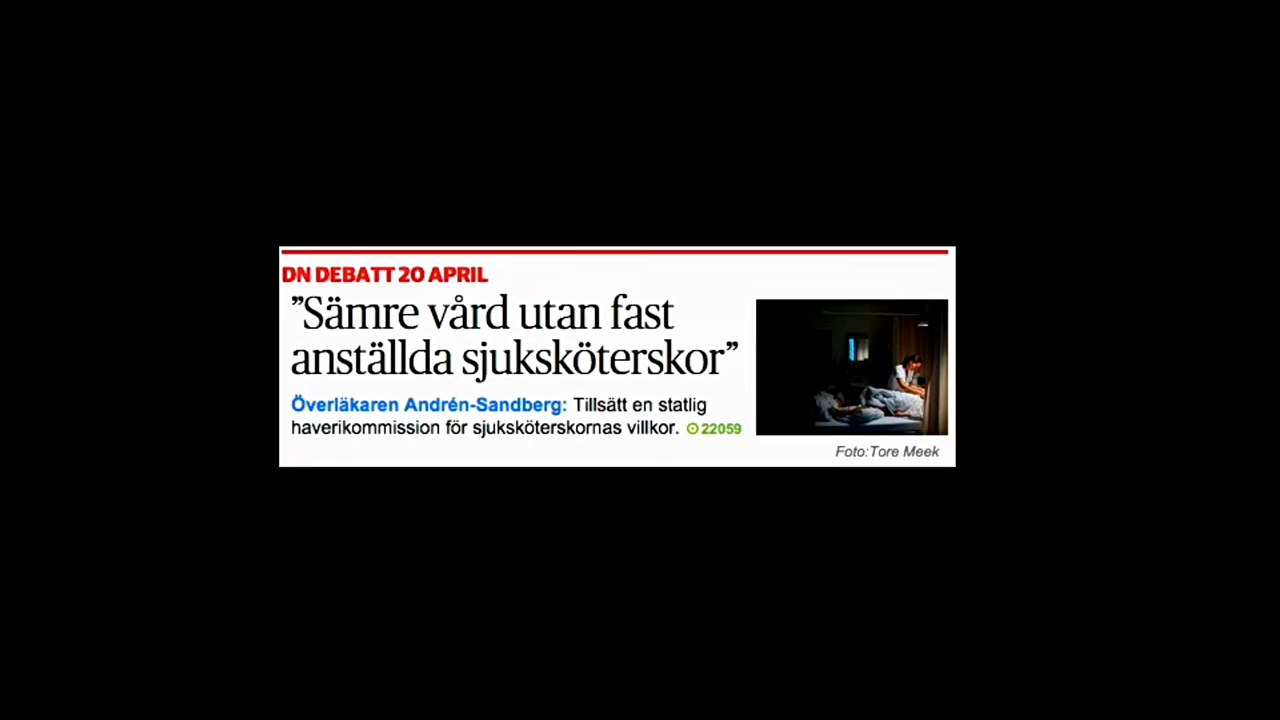 DN DEBATT 20 APRIL
”Sämre vård utan fast
anställda sjuksköterskor”
Överläkaren Andrén-Sandberg: Tillsätt en statlig
haverikommission för sjuksköterskornas villkor. 22059
Foto:Tore Meek